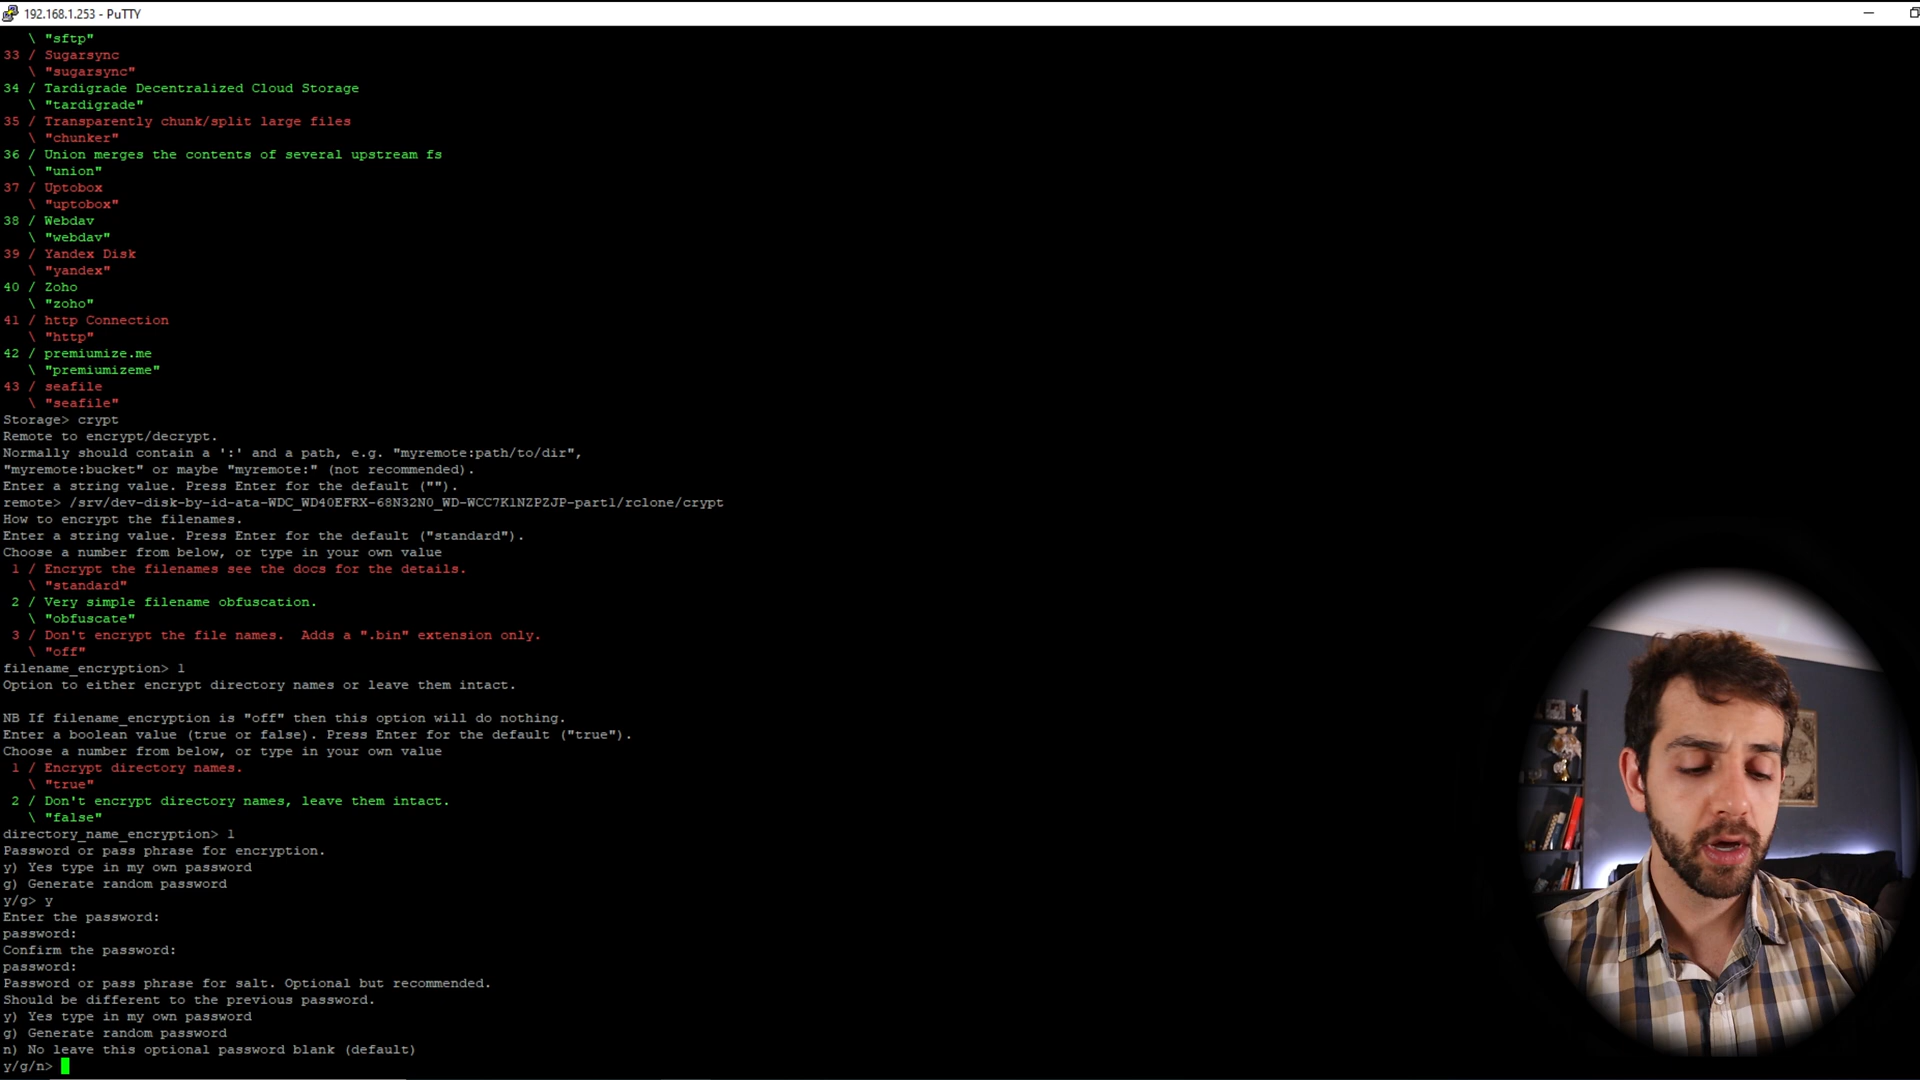 192.168.1.253 - PuTTY
\ "sftp"
33 / Sugarsync
\ "sugarsync"
34 / Tardigrade Decentralized Cloud Storage
\ "tardigrade"
35 / Transparently chunk/split large files
\ "chunker"
36 / Union merges the contents of several upstream fs
\ "union"
37 / Uptobox
\ "uptobox"
38 / Webdav
\ "webdav"
39 / Yandex Disk
\ "yandex"
40 / Zoho
\ "zoho"
41 / http Connection
\ "http"
42 / premiumize.me
\ "premiumizeme"
43 / seafile
\ "seafile"
Storage> crypt
Remote to encrypt/decrypt.
Normally should contain a ':' and a path, e.g. "myremote:path/to/dir",
"myremote:bucket" or maybe "myremote:" (not recommended).
Enter a string value. Press Enter for the default ("").
remote> /srv/dev-disk-by-id-ata-WDC_WD40EFRX-68N32N0_WD-WCC7K1NZPZJP-part1/rclone/crypt
How to encrypt the filenames.
Enter a string value. Press Enter for the default ("standard").
Choose a number from below, or type in your own value
1 / Encrypt the filenames see the docs for the details.
\ "standard"
2 / Very simple filename obfuscation.
\ "obfuscate"
3 / Don't encrypt the file names.  Adds a ".bin" extension only.
\ "off"
filename_encryption> 1
Option to either encrypt directory names or leave them intact.
NB If filename_encryption is "off" then this option will do nothing.
Enter a boolean value (true or false). Press Enter for the default ("true").
Choose a number from below, or type in your own value
1 / Encrypt directory names.
\ "true"
2 / Don't encrypt directory names, leave them intact.
\ "false"
directory_name_encryption> 1
Password or pass phrase for encryption.
y) Yes type in my own password
g) Generate random password
y/g> y
Enter the password:
password:
Confirm the password:
password:
Password or pass phrase for salt. Optional but recommended.
Should be different to the previous password.
y) Yes type in my own password
g) Generate random password
n) No leave this optional password blank (default)
y/g/n>